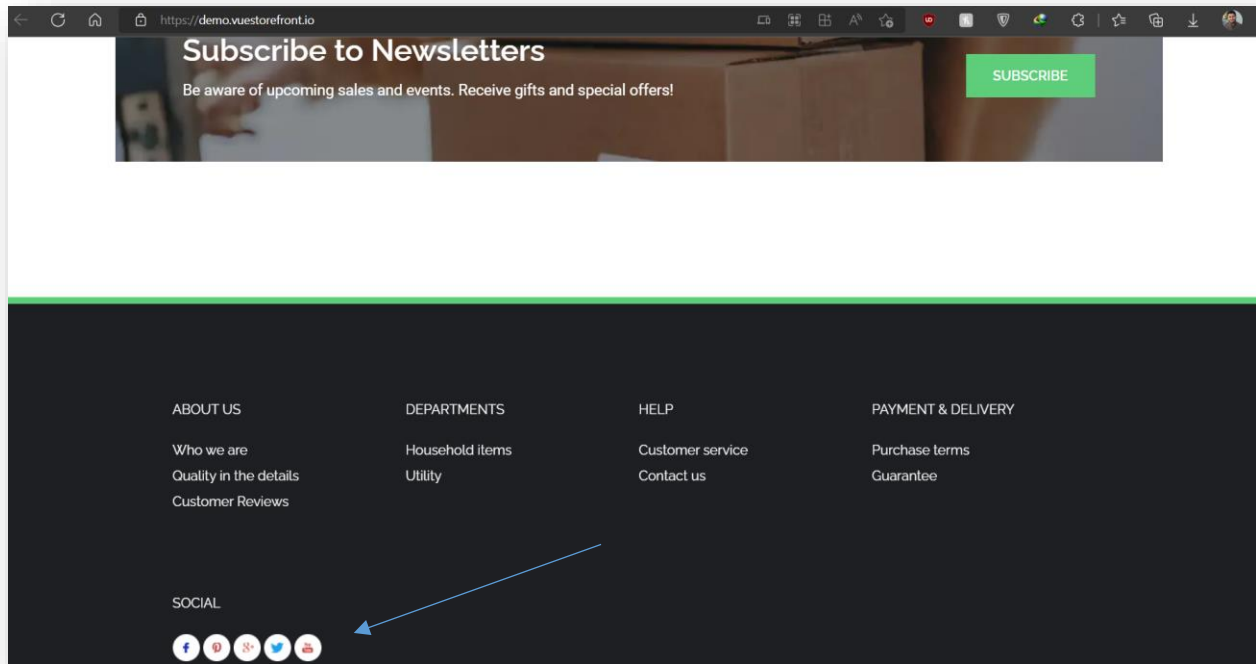 https://demo.vuestorefront.io
Subscribe to Newsletters
Be aware of upcoming sales and events. Receive gifts and special offers!
SUBSCRIBE
ABOUT US
Who we are
Quality in the details
Customer Reviews
DEPARTMENTS
Household items
Utility
HELP
Customer service
Contact us
PAYMENT & DELIVERY
Purchase terms
Guarantee
SOCIAL